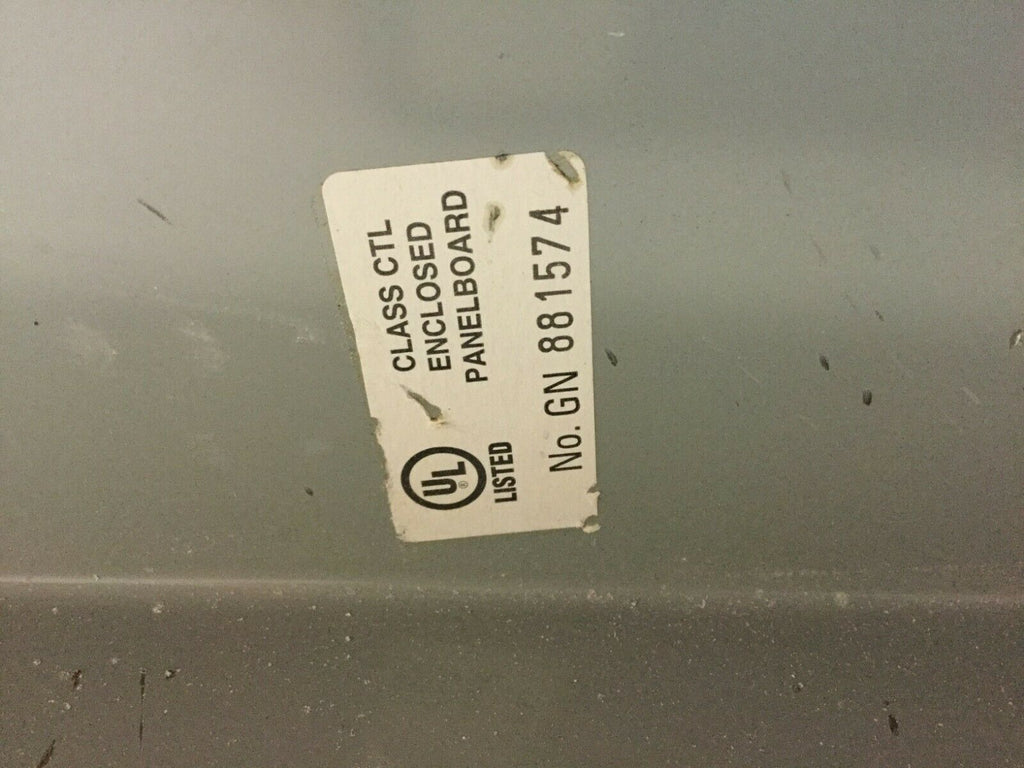 CLASS CTL
ENCLOSED
PANELBOARD
UL ®
LISTED
No. GN 881574